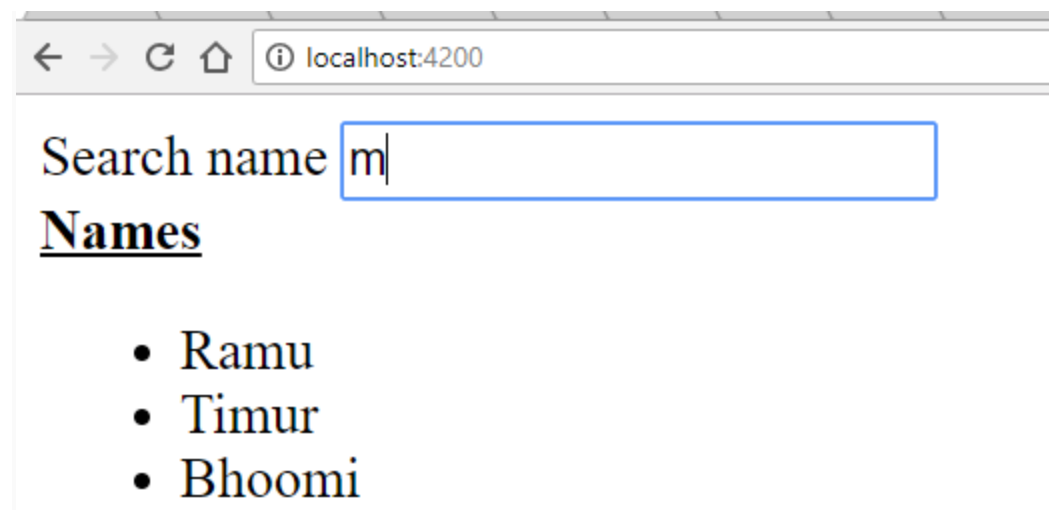 localhost:4200
Search name m
Names
Ramu
Timur
Bhoomi